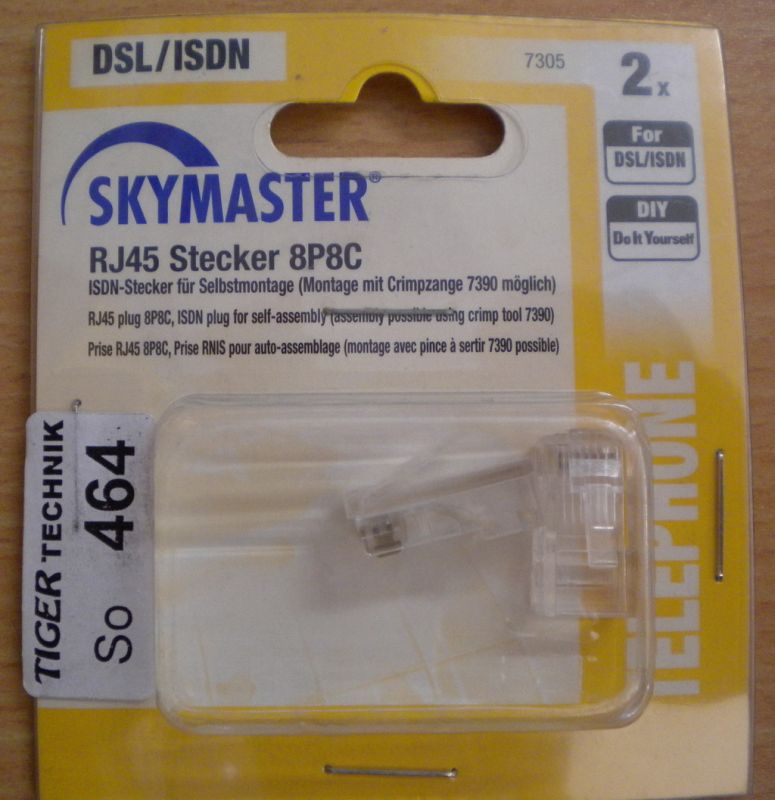 DSL/ISDN
7305
2x
For
DSL/ISDN
SKYMASTER®
DIY
Do It Yourself
RJ45 Stecker 8P8C
ISDN-Stecker für Selbstmontage (Montage mit Crimpzange 7390 möglich)
RJ45 plug 8P8C, ISDN plug for self-assembly (assembly possible using crimp tool 7390)
Prise RJ45 8P8C, Prise RNIS pour auto-assemblage (montage avec pince à sertir 7390 possible)
TELEPHONE
TIGER TECHNIK
So 464